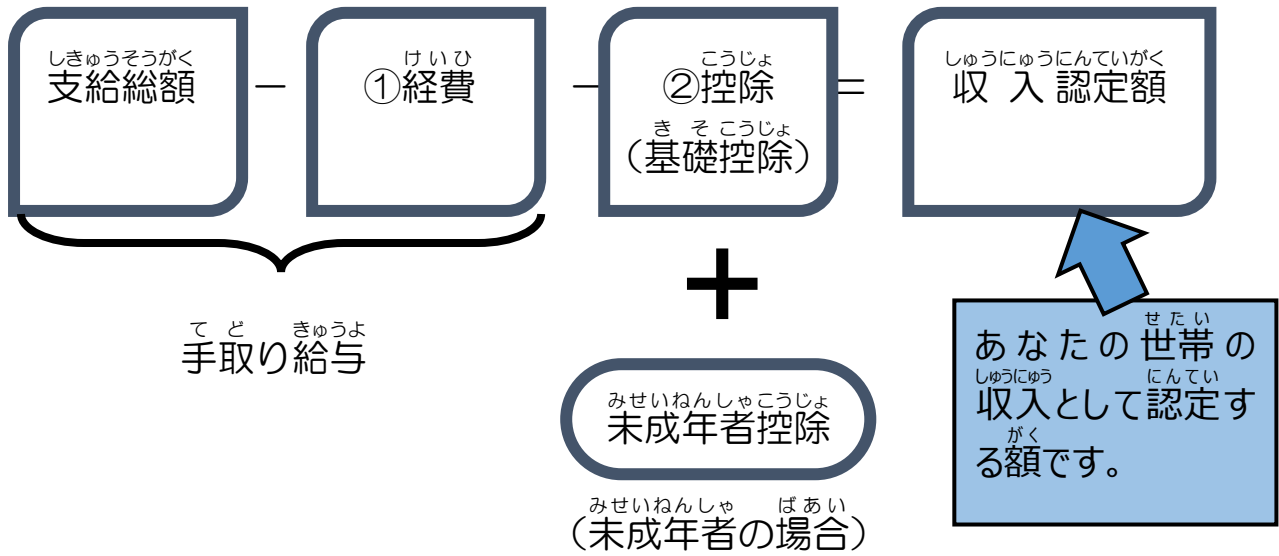 しきゅうそうがく けいひ こうじょ しゅうにゅうにんていがく
支給総額 － ①経費 － ②控除 ＝ 収入認定額
きそこうじょ
（基礎控除）
＋
てど きゅうよ
手取り給与
みせいねんしゃこうじょ
未成年者控除
みせいねんしゃ ばあい
（未成年者の場合）
せたい
あなたの世帯の
しゅうにゅう にんてい
収入として認定す
がく
る額です。